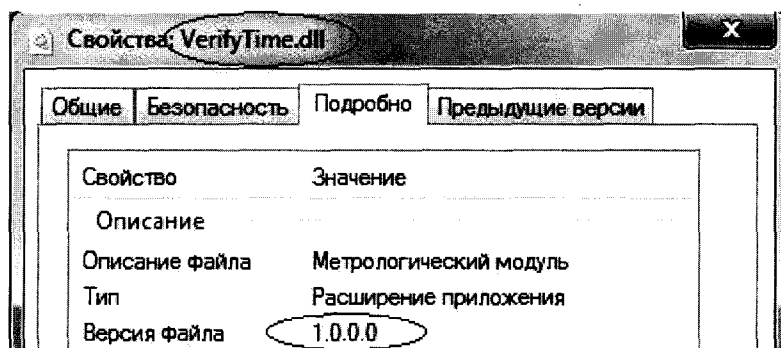 Свойства: VerifyTime.dll
X
Общие Безопасность Подробно Предыдущие версии
Свойство Значение
Описание
Описание файла Метрологический модуль
Тип Расширение приложения
Версия файла 1.0.0.0